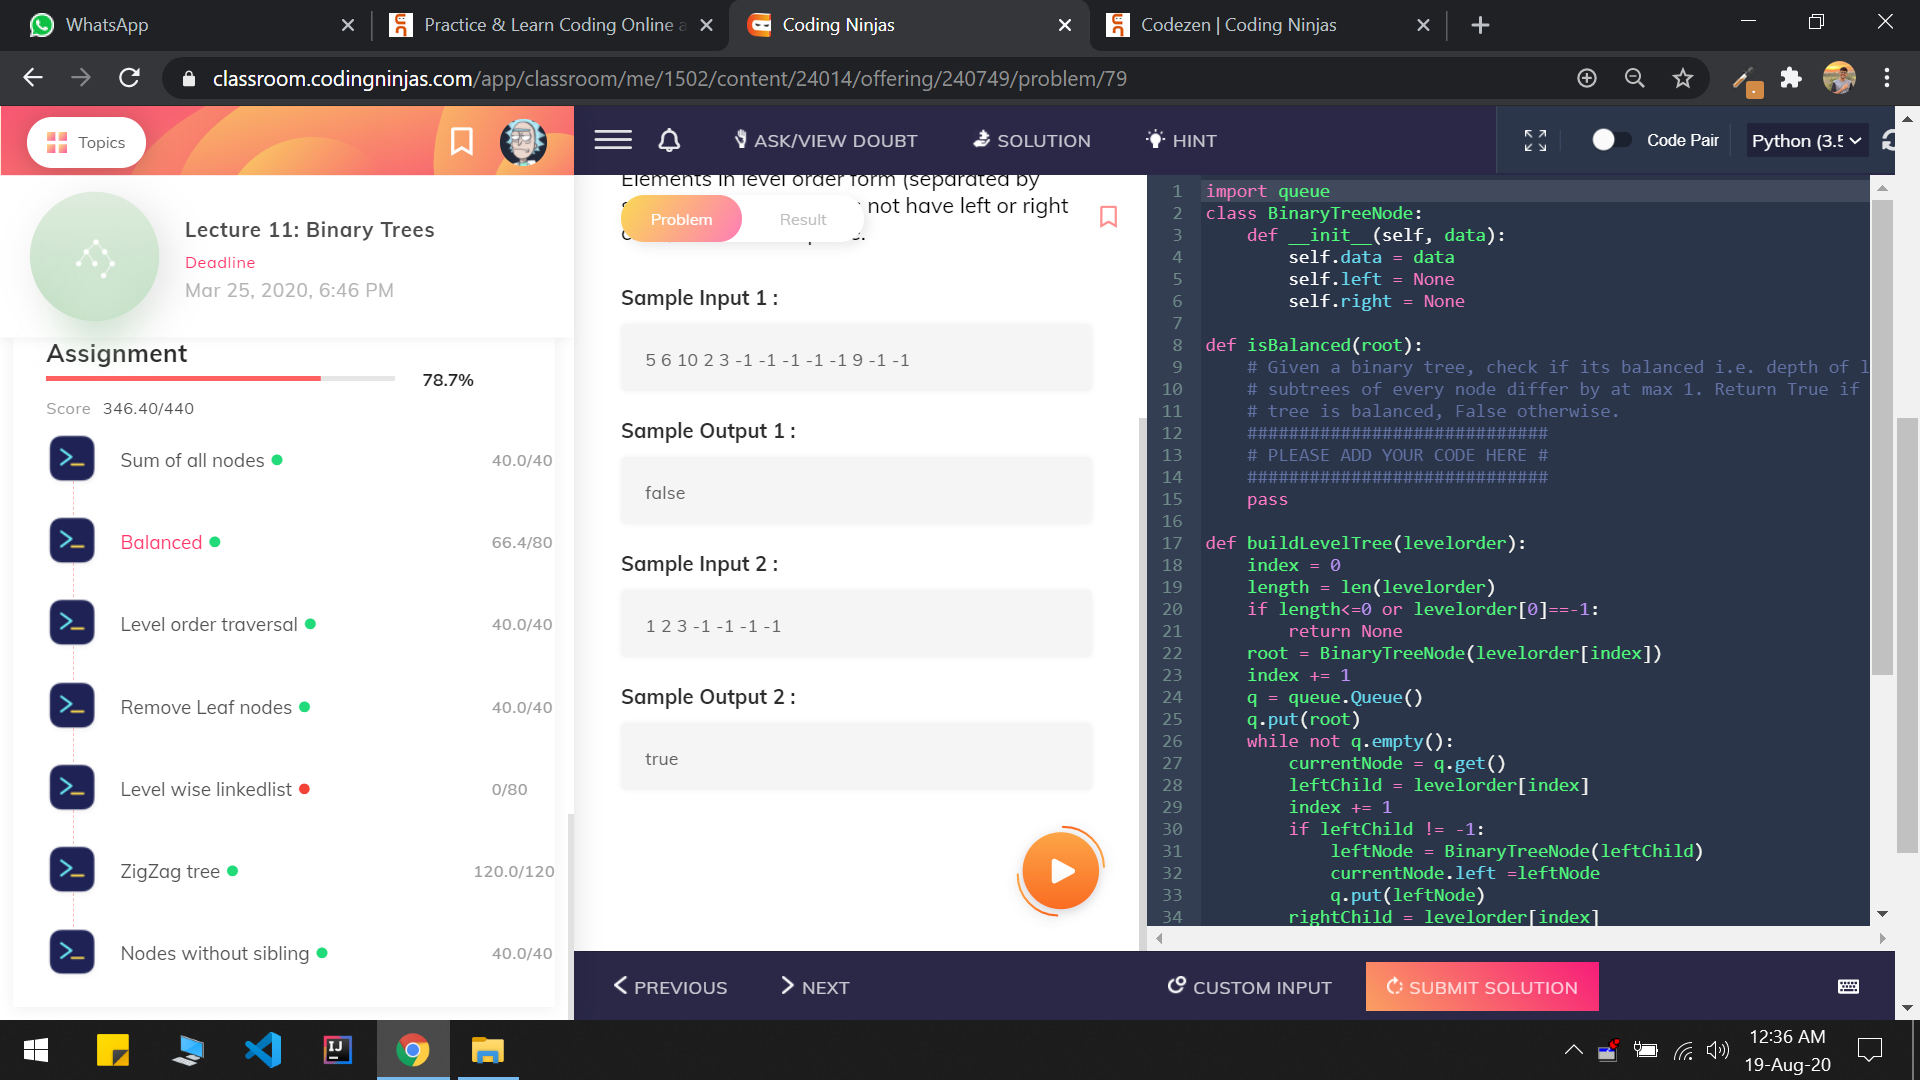 WhatsApp
Practice & Learn Coding Online a
Coding Ninjas
Codezen | Coding Ninjas
classroom.codingninjas.com/app/classroom/me/1502/content/24014/offering/240749/problem/79
Topics
ASK/VIEW DOUBT
SOLUTION
HINT
Code Pair
Python (3.5
Lecture 11: Binary Trees
Deadline
Mar 25, 2020, 6:46 PM
Assignment
78.7%
Score 346.40/440
Sum of all nodes 40.0/40
Balanced 66.4/80
Level order traversal 40.0/40
Remove Leaf nodes 40.0/40
Level wise linkedlist 0/80
ZigZag tree 120.0/120
Nodes without sibling 40.0/40
Elements in level order form (separated by
not have left or right
Problem
Result
Sample Input 1 :
5 6 10 2 3 -1 -1 -1 -1 -1 9 -1 -1
Sample Output 1 :
false
Sample Input 2 :
1 2 3 -1 -1 -1 -1
Sample Output 2 :
true
1 import queue
2 class BinaryTreeNode:
3 def __init__(self, data):
4 self.data = data
5 self.left = None
6 self.right = None
7
8 def isBalanced(root):
9 # Given a binary tree, check if its balanced i.e. depth of l
10 # subtrees of every node differ by at max 1. Return True if
11 # tree is balanced, False otherwise.
12 #############################
13 # PLEASE ADD YOUR CODE HERE #
14 #############################
15 pass
16
17 def buildLevelTree(levelorder):
18 index = 0
19 length = len(levelorder)
20 if length<=0 or levelorder[0]==-1:
21 return None
22 root = BinaryTreeNode(levelorder[index])
23 index += 1
24 q = queue.Queue()
25 q.put(root)
26 while not q.empty():
27 currentNode = q.get()
28 leftChild = levelorder[index]
29 index += 1
30 if leftChild != -1:
31 leftNode = BinaryTreeNode(leftChild)
32 currentNode.left =leftNode
33 q.put(leftNode)
34 rightChild = levelorder[index]
PREVIOUS
NEXT
CUSTOM INPUT
SUBMIT SOLUTION
IJ
12:36 AM
19-Aug-20